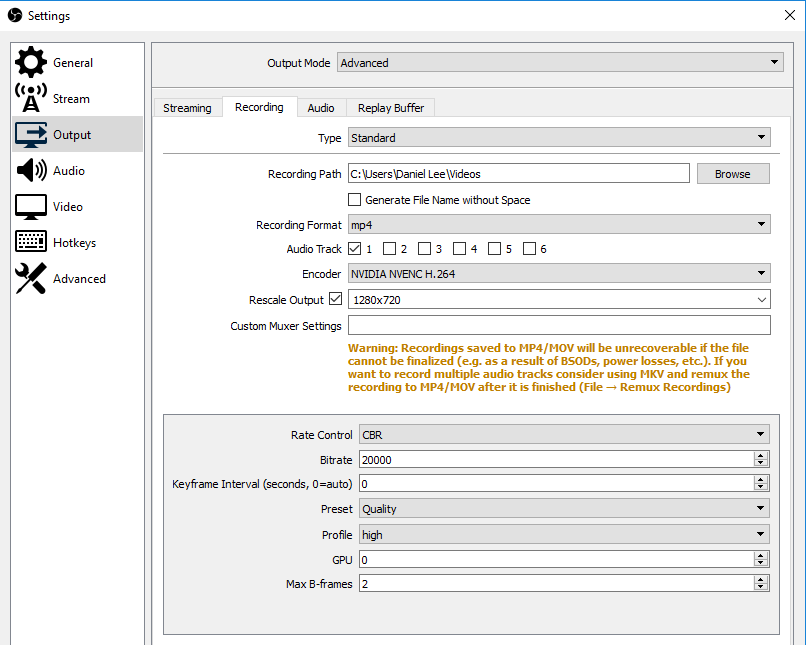 Settings
General
Stream
Output
Audio
Video
Hotkeys
Advanced
Output Mode Advanced
Streaming Recording Audio Replay Buffer
Type Standard
Recording Path C:\Users\Daniel Lee\Videos Browse
Generate File Name without Space
Recording Format mp4
Audio Track 1 2 3 4 5 6
Encoder NVIDIA NVENC H.264
Rescale Output 1280x720
Custom Muxer Settings
Warning: Recordings saved to MP4/MOV will be unrecoverable if the file
cannot be finalized (e.g. as a result of BSODs, power losses, etc.). If you
want to record multiple audio tracks consider using MKV and remux the
recording to MP4/MOV after it is finished (File → Remux Recordings)
Rate Control CBR
Bitrate 20000
Keyframe Interval (seconds, 0=auto) 0
Preset Quality
Profile high
GPU 0
Max B-frames 2